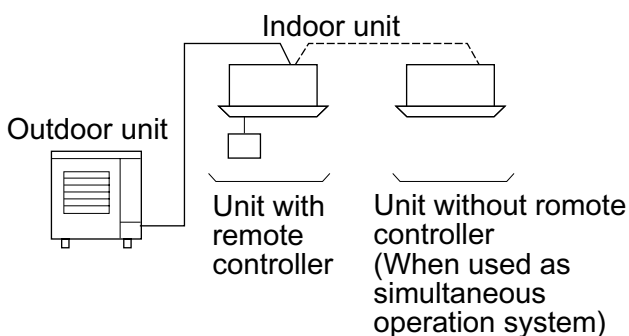 Indoor unit
Outdoor unit
Unit with
remote
controller
Unit without romote
controller
(When used as
simultaneous
operation system)